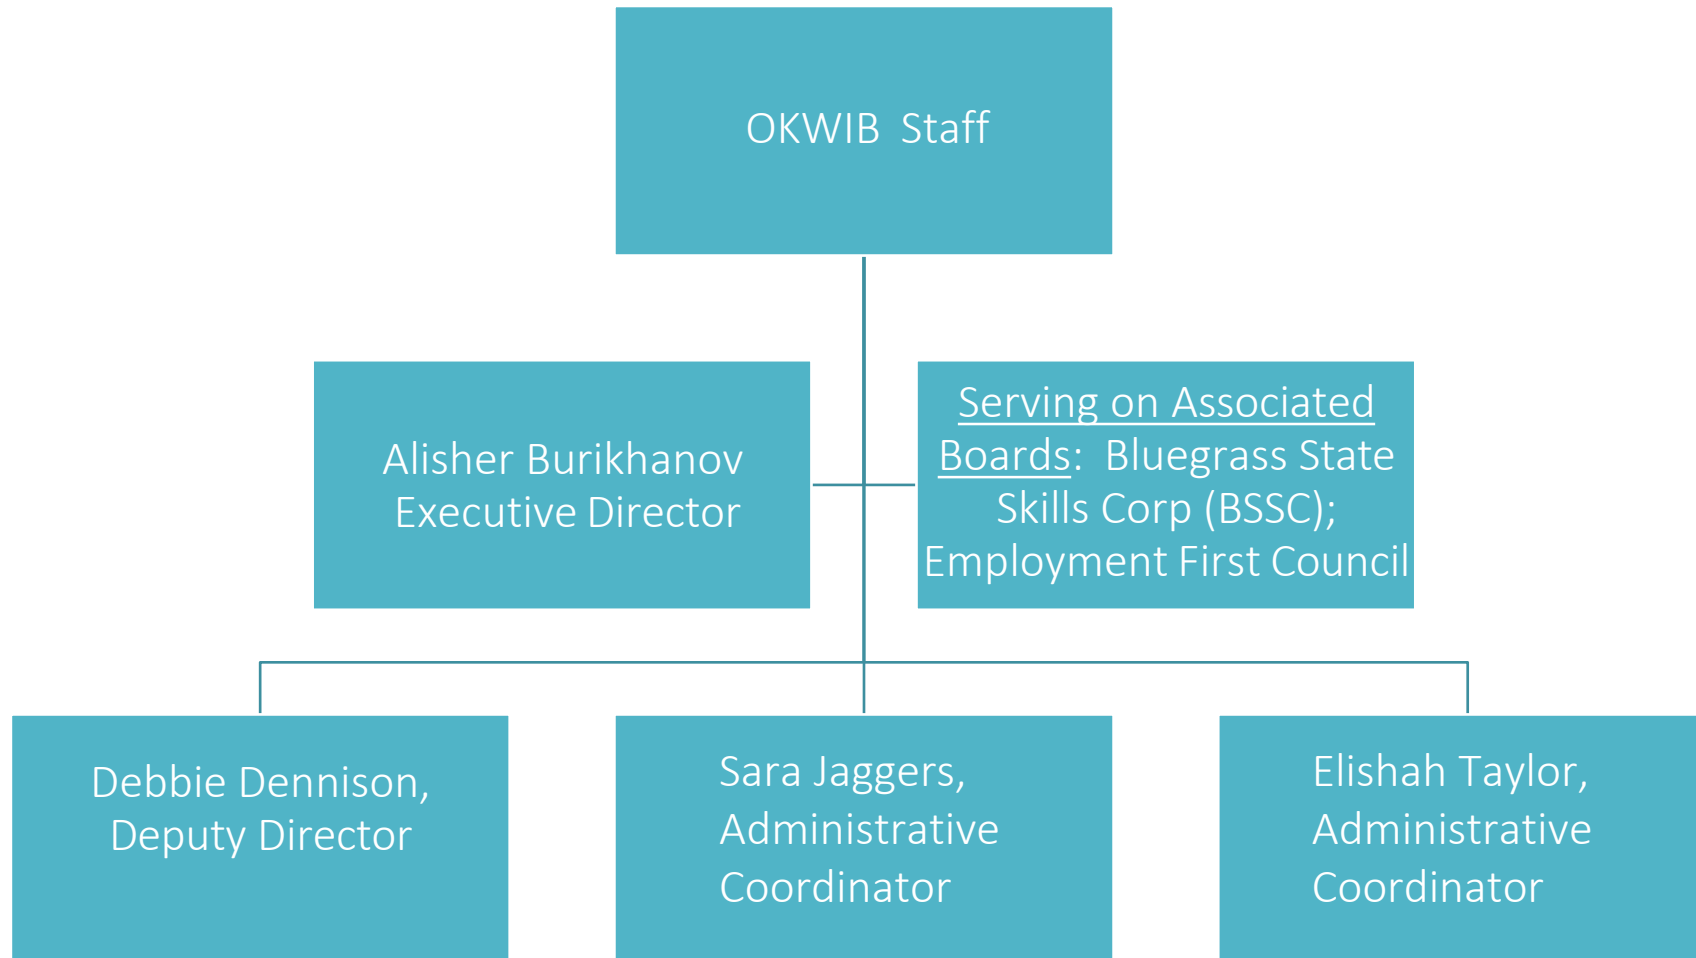 OKWIB  Staff
Alisher Burikhanov
Executive Director
Serving on Associated
Boards:  Bluegrass State
Skills Corp (BSSC);
Employment First Council
Debbie Dennison,
Deputy Director
Sara Jaggers,
Administrative
Coordinator
Elishah Taylor,
Administrative
Coordinator